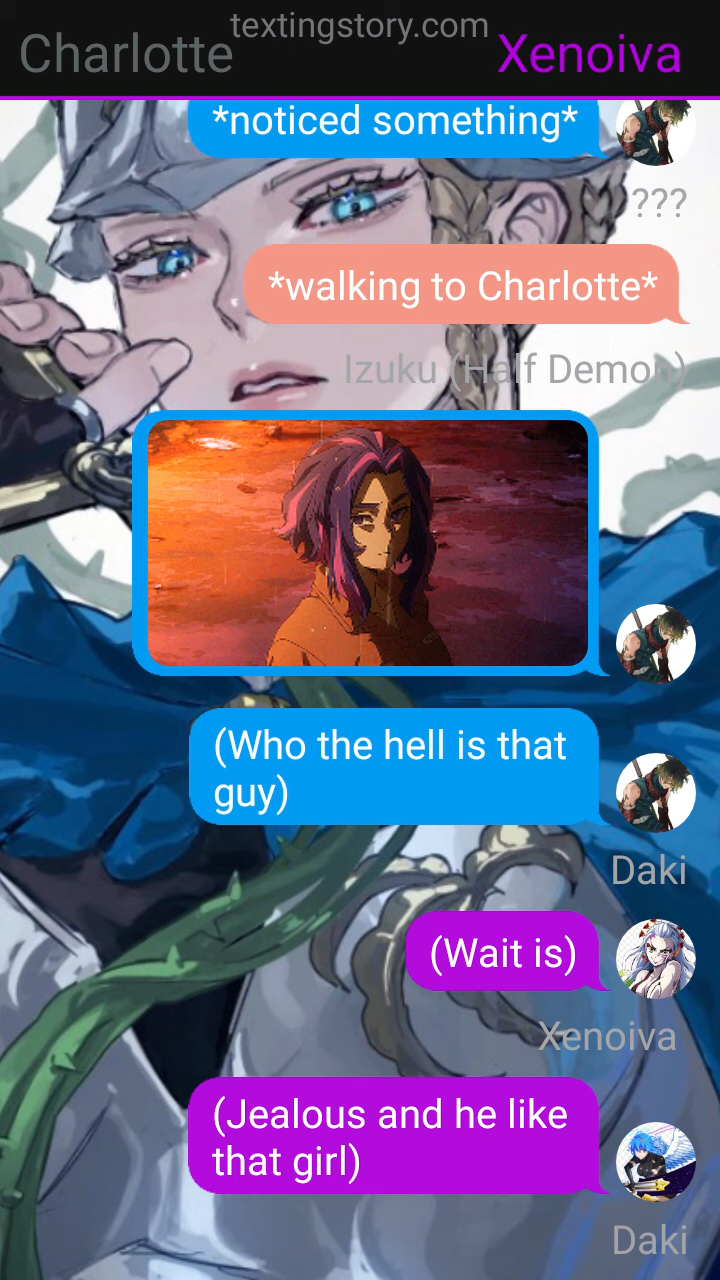 textingstory.com
Charlotte
Xenoiva
*noticed something*
???
*walking to Charlotte*
Izuku (Half Demon)
(Who the hell is that
guy)
Daki
(Wait is)
Xenoiva
(Jealous and he like
that girl)
Daki